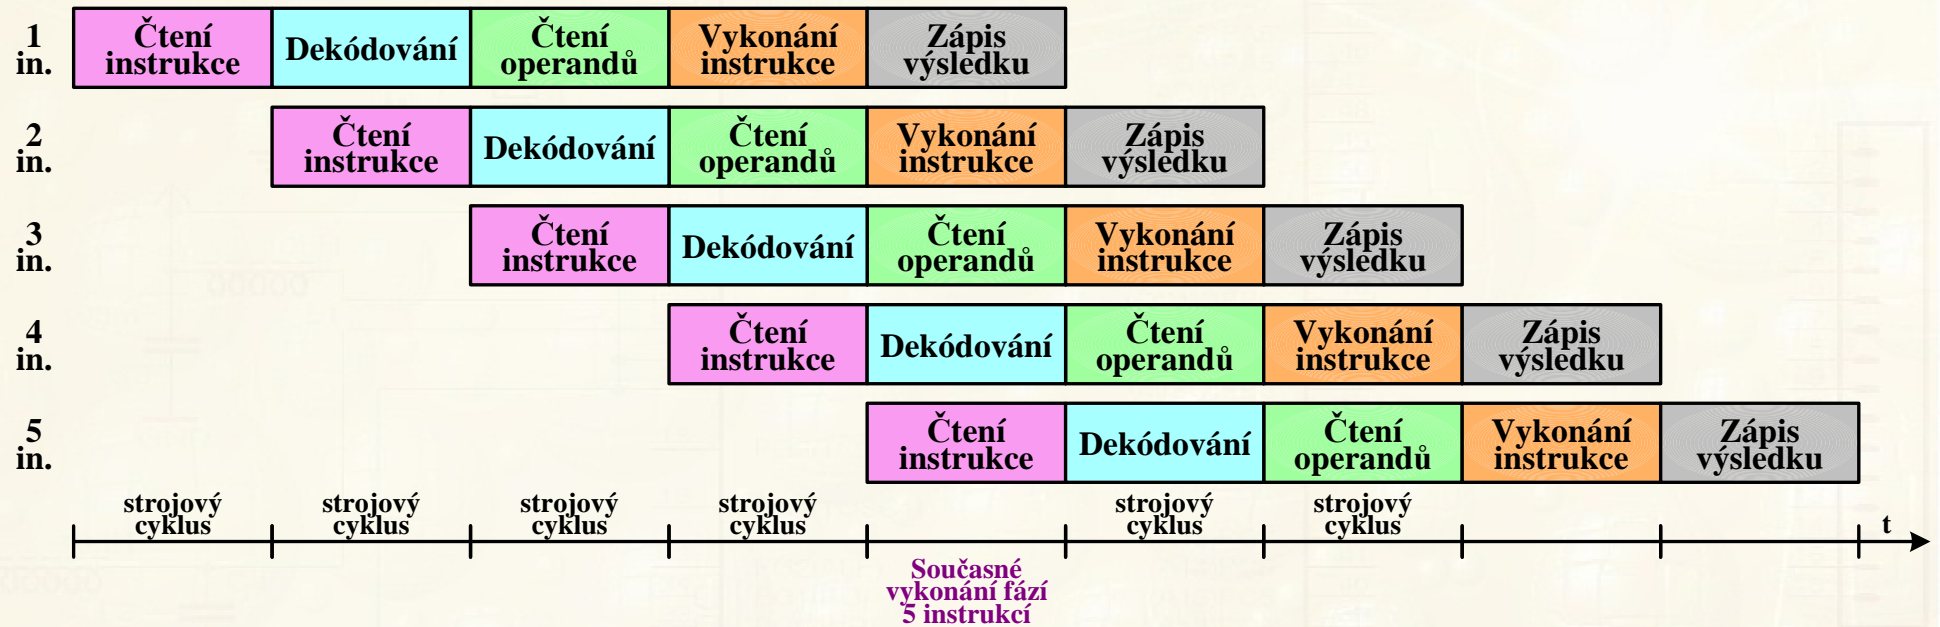 1
in.
Čtení
instrukce
Dekódování
Čtení
operandů
Vykonání
instrukce
Zápis
výsledku
2
in.
Čtení
instrukce
Dekódování
Čtení
operandů
Vykonání
instrukce
Zápis
výsledku
3
in.
Čtení
instrukce
Dekódování
Čtení
operandů
Vykonání
instrukce
Zápis
výsledku
4
in.
Čtení
instrukce
Dekódování
Čtení
operandů
Vykonání
instrukce
Zápis
výsledku
5
in.
Čtení
instrukce
Dekódování
Čtení
operandů
Vykonání
instrukce
Zápis
výsledku
strojový
cyklus
strojový
cyklus
strojový
cyklus
strojový
cyklus
strojový
cyklus
strojový
cyklus
t
Současné
vykonání fází
5 instrukcí